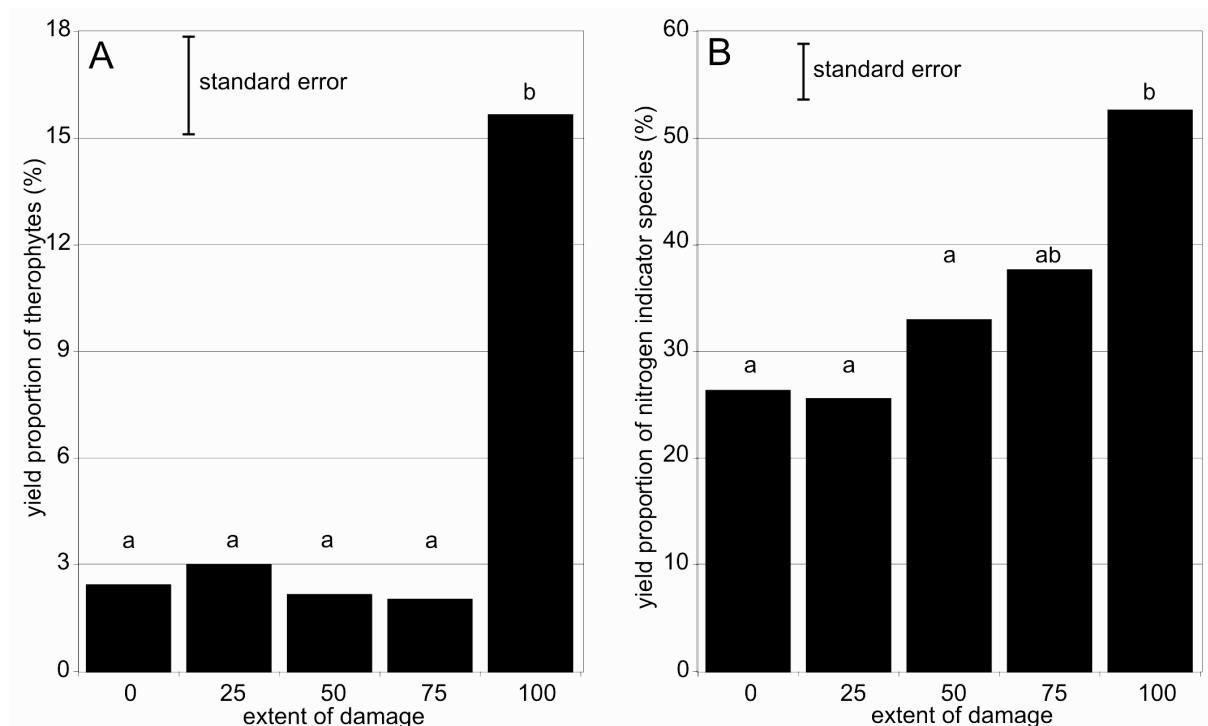 A
standard error
yield proportion of therophytes (%)
18
15
12
9
6
3
0
b
a
a
a
a
0 25 50 75 100
extent of damage
B
standard error
yield proportion of nitrogen indicator species (%)
60
50
40
30
20
10
0
b
a
ab
a
a
0 25 50 75 100
extent of damage